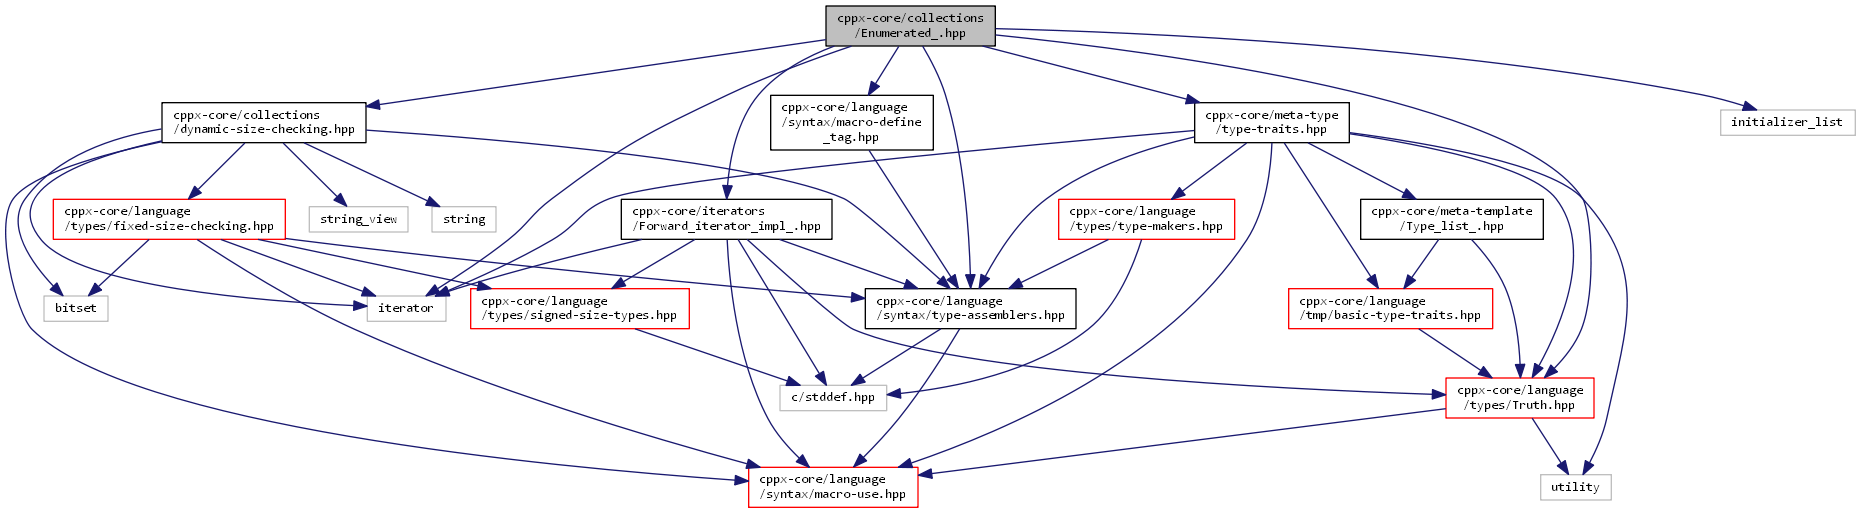 cppx-core/collections
/Enumerated_.hpp
cppx-core/collections
/dynamic-size-checking.hpp
cppx-core/language
/syntax/macro-define
_tag.hpp
cppx-core/meta-type
/type-traits.hpp
initializer_list
cppx-core/language
/types/fixed-size-checking.hpp
string_view
string
cppx-core/iterators
/Forward_iterator_impl_.hpp
cppx-core/language
/types/type-makers.hpp
cppx-core/meta-template
/Type_list_.hpp
bitset
iterator
cppx-core/language
/types/signed-size-types.hpp
cppx-core/language
/syntax/type-assemblers.hpp
cppx-core/language
/tmp/basic-type-traits.hpp
c/stddef.hpp
cppx-core/language
/types/Truth.hpp
cppx-core/language
/syntax/macro-use.hpp
utility